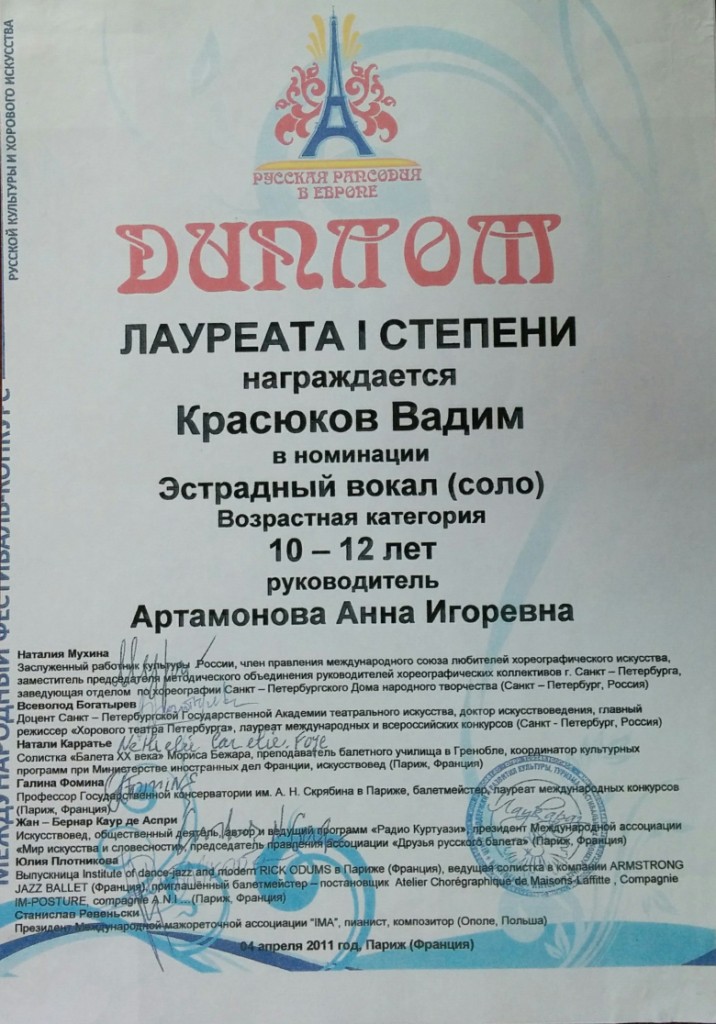 РУССКОЙ КУЛЬТУРЫ И ХОРОВОГО ИСКУССТВА
МЕЖДУНАРОДНЫЙ ФЕСТИВАЛЬ-КОНКУРС
РУССКАЯ РАПСОДИЯ
В ЕВРОПЕ
ДИПЛОМ
ЛАУРЕАТА I СТЕПЕНИ
награждается
Красюков Вадим
в номинации
Эстрадный вокал (соло)
Возрастная категория
10 – 12 лет
руководитель
Артамонова Анна Игоревна
Наталия Мухина
Заслуженный работник культуры России, член правления международного союза любителей хореографического искусства,
заместитель председателя методического объединения руководителей хореографических коллективов г. Санкт – Петербурга,
заведующая отделом по хореографии Санкт – Петербургского Дома народного творчества (Санкт – Петербург, Россия)
Всеволод Богатырев
Доцент Санкт – Петербургской Государственной Академии театрального искусства, доктор искусствоведения, главный
режиссер «Хорового театра Петербурга», лауреат международных и всероссийских конкурсов (Санкт - Петербург, Россия)
Натали Карратье
Солистка «Балета XX века» Мориса Бежара, преподаватель балетного училища в Гренобле, координатор культурных
программ при Министерстве иностранных дел Франции, искусствовед (Париж, Франция)
Галина Фомина
Профессор Государственной консерватории им. А. Н. Скрябина в Париже, балетмейстер, лауреат международных конкурсов
(Париж, Франция)
Жан – Бернар Каур де Аспри
Искусствовед, общественный деятель, автор и ведущий программ «Радио Куртуази», президент Международной ассоциации
«Мир искусства и словесности», председатель правления ассоциации «Друзья русского балета» (Париж, Франция)
Юлия Плотникова
Выпускница Institute of dance-jazz and modern RICK ODUMS в Париже (Франция), ведущая солистка в компании ARMSTRONG
JAZZ BALLET (Франция), приглашённый балетмейстер – постановщик Atelier Chorégraphique de Maisons-Laffitte , Compagnie
IM-POSTURE, compagnie A.N.I... (Париж, Франция)
Станислав Ревеньски
Президент Международной мажореточной ассоциации "IMA", пианист, композитор (Ополе, Польша)
04 апреля 2011 год, Париж (Франция)